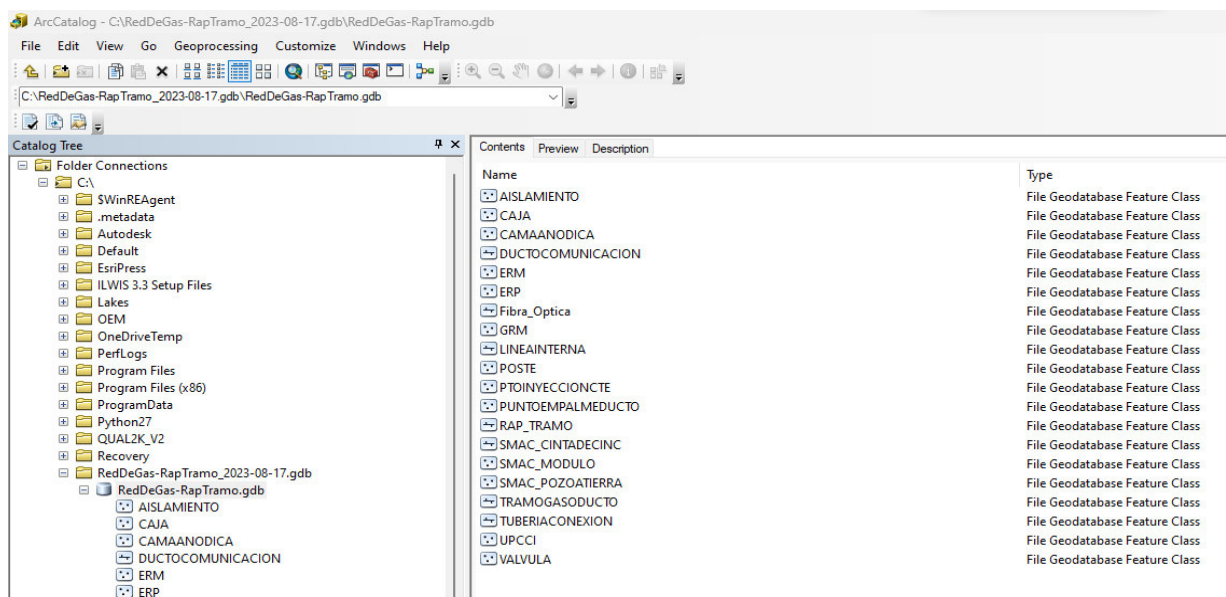 ArcCatalog - C:\RedDeGas-RapTramo_2023-08-17.gdb\RedDeGas-RapTramo.gdb
File Edit View Go Geoprocessing Customize Windows Help
C:\RedDeGas-RapTramo_2023-08-17.gdb\RedDeGas-RapTramo.gdb
Catalog Tree
Folder Connections
C:\
$WinREAgent
.metadata
Autodesk
Default
EsriPress
ILWIS 3.3 Setup Files
Lakes
OEM
OneDriveTemp
PerfLogs
Program Files
Program Files (x86)
ProgramData
Python27
QUAL2K_V2
Recovery
RedDeGas-RapTramo_2023-08-17.gdb
RedDeGas-RapTramo.gdb
AISLAMIENTO
CAJA
CAMAANODICA
DUCTOCOMUNICACION
ERM
ERP
Contents Preview Description
Name Type
AISLAMIENTO File Geodatabase Feature Class
CAJA File Geodatabase Feature Class
CAMAANODICA File Geodatabase Feature Class
DUCTOCOMUNICACION File Geodatabase Feature Class
ERM File Geodatabase Feature Class
ERP File Geodatabase Feature Class
Fibra_Optica File Geodatabase Feature Class
GRM File Geodatabase Feature Class
LINEAINTERNA File Geodatabase Feature Class
POSTE File Geodatabase Feature Class
PTOINYECCIONCTE File Geodatabase Feature Class
PUNTOEMPALMEDUCTO File Geodatabase Feature Class
RAP_TRAMO File Geodatabase Feature Class
SMAC_CINTADECINC File Geodatabase Feature Class
SMAC_MODULO File Geodatabase Feature Class
SMAC_POZOATIERRA File Geodatabase Feature Class
TRAMOGASODUCTO File Geodatabase Feature Class
TUBERIACONEXION File Geodatabase Feature Class
UPCCI File Geodatabase Feature Class
VALVULA File Geodatabase Feature Class